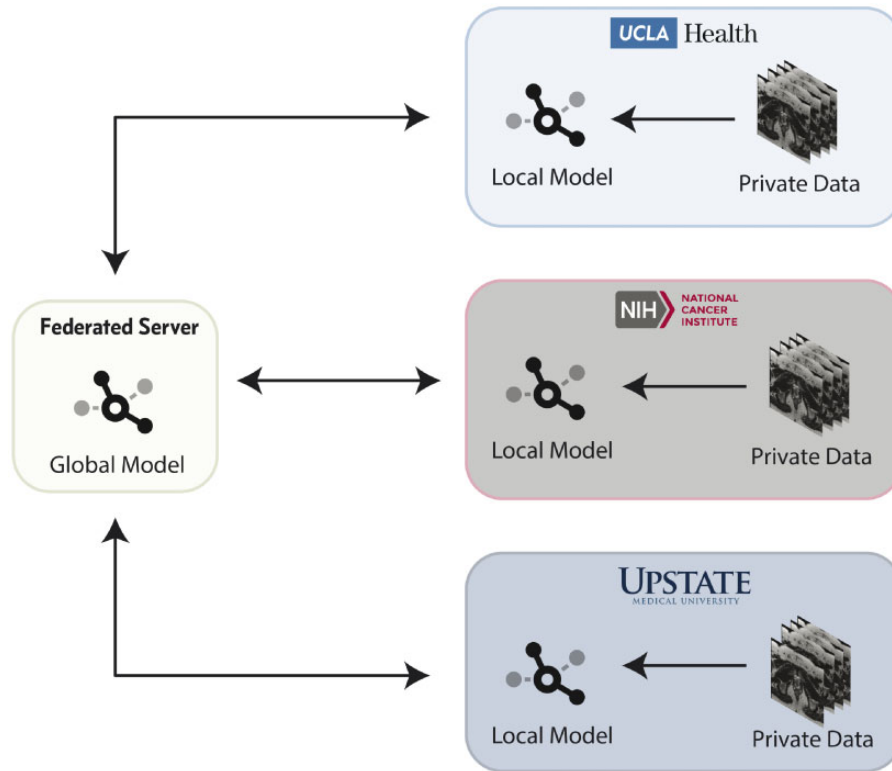 UCLA Health
Local Model
Private Data
Federated Server
Global Model
NIH
NATIONAL
CANCER
INSTITUTE
Local Model
Private Data
UPSTATE
MEDICAL UNIVERSITY
Local Model
Private Data